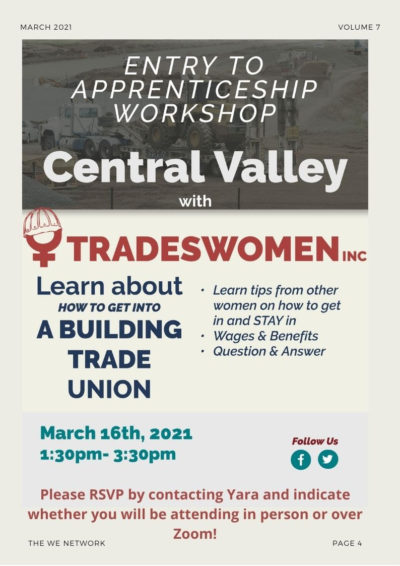 MARCH 2021 VOLUME 7
ENTRY TO
APPRENTICESHIP
WORKSHOP
Central Valley
with
TRADESWOMEN INC
Learn about
HOW TO GET INTO
A BUILDING
TRADE
UNION
• Learn tips from other
women on how to get
in and STAY in
• Wages & Benefits
• Question & Answer
March 16th, 2021
1:30pm- 3:30pm
Follow Us
Please RSVP by contacting Yara and indicate
whether you will be attending in person or over
Zoom!
THE WE NETWORK PAGE 4